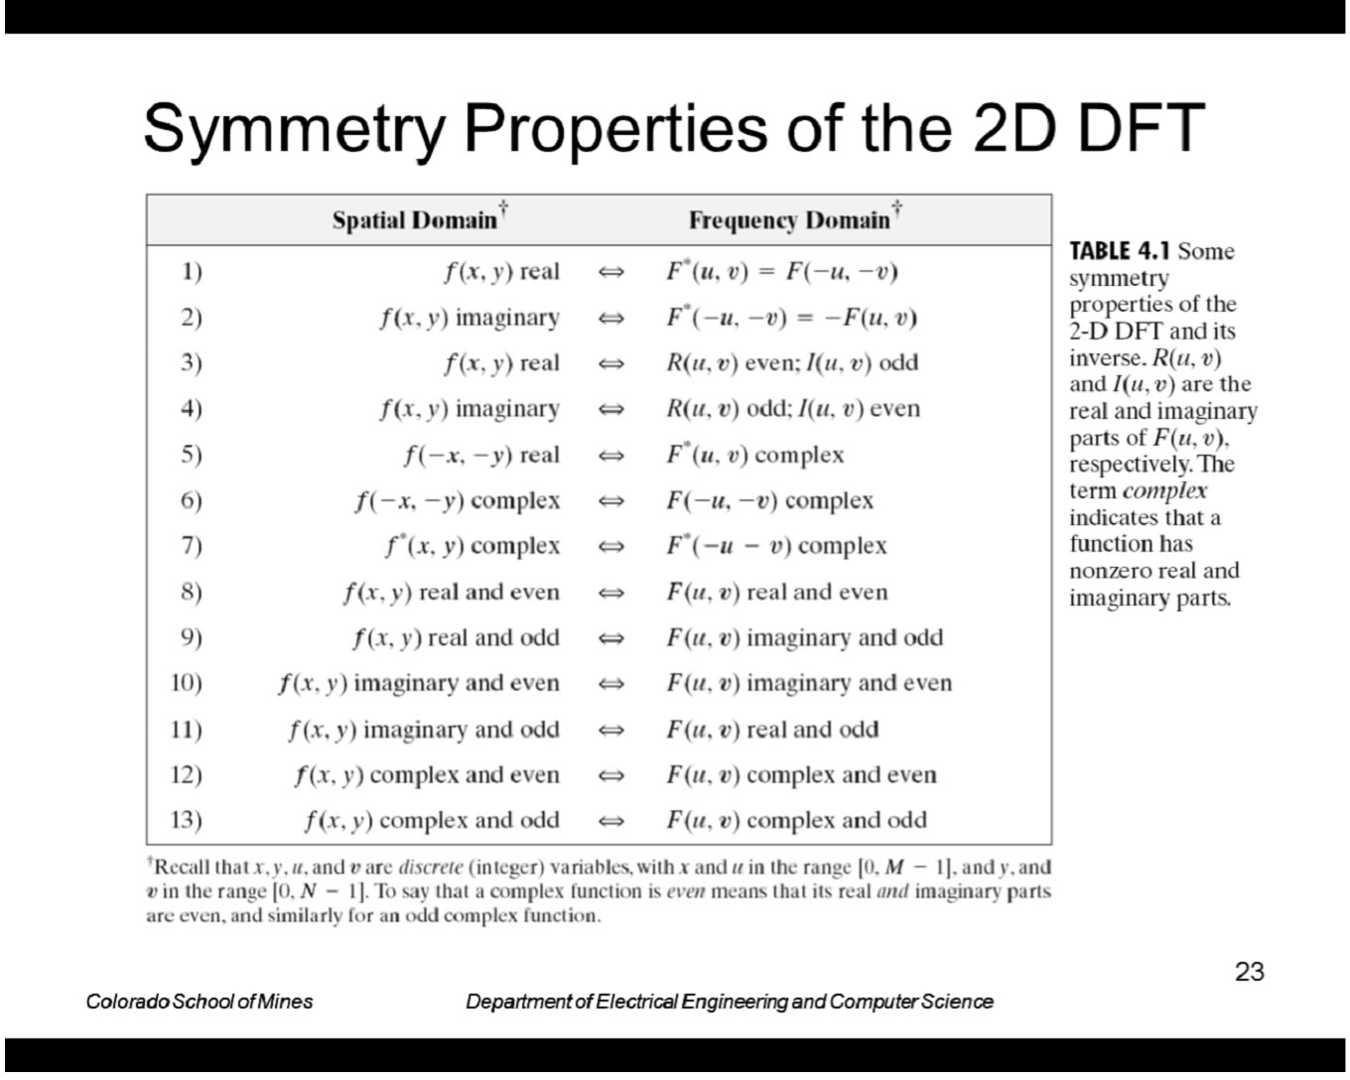 Symmetry Properties of the 2D DFT
Spatial Domain† Frequency Domain†
1) f(x, y) real ⇔ F*(u, v) = F(−u, −v)
2) f(x, y) imaginary ⇔ F*(−u, −v) = −F(u, v)
3) f(x, y) real ⇔ R(u, v) even; I(u, v) odd
4) f(x, y) imaginary ⇔ R(u, v) odd; I(u, v) even
5) f(−x, −y) real ⇔ F*(u, v) complex
6) f(−x, −y) complex ⇔ F(−u, −v) complex
7) f*(x, y) complex ⇔ F*(−u − v) complex
8) f(x, y) real and even ⇔ F(u, v) real and even
9) f(x, y) real and odd ⇔ F(u, v) imaginary and odd
10) f(x, y) imaginary and even ⇔ F(u, v) imaginary and even
11) f(x, y) imaginary and odd ⇔ F(u, v) real and odd
12) f(x, y) complex and even ⇔ F(u, v) complex and even
13) f(x, y) complex and odd ⇔ F(u, v) complex and odd
†Recall that x, y, u, and v are discrete (integer) variables, with x and u in the range [0, M − 1], and y, and
v in the range [0, N − 1]. To say that a complex function is even means that its real and imaginary parts
are even, and similarly for an odd complex function.
TABLE 4.1 Some
symmetry
properties of the
2-D DFT and its
inverse. R(u, v)
and I(u, v) are the
real and imaginary
parts of F(u, v),
respectively. The
term complex
indicates that a
function has
nonzero real and
imaginary parts.
23
Colorado School of Mines
Department of Electrical Engineering and Computer Science